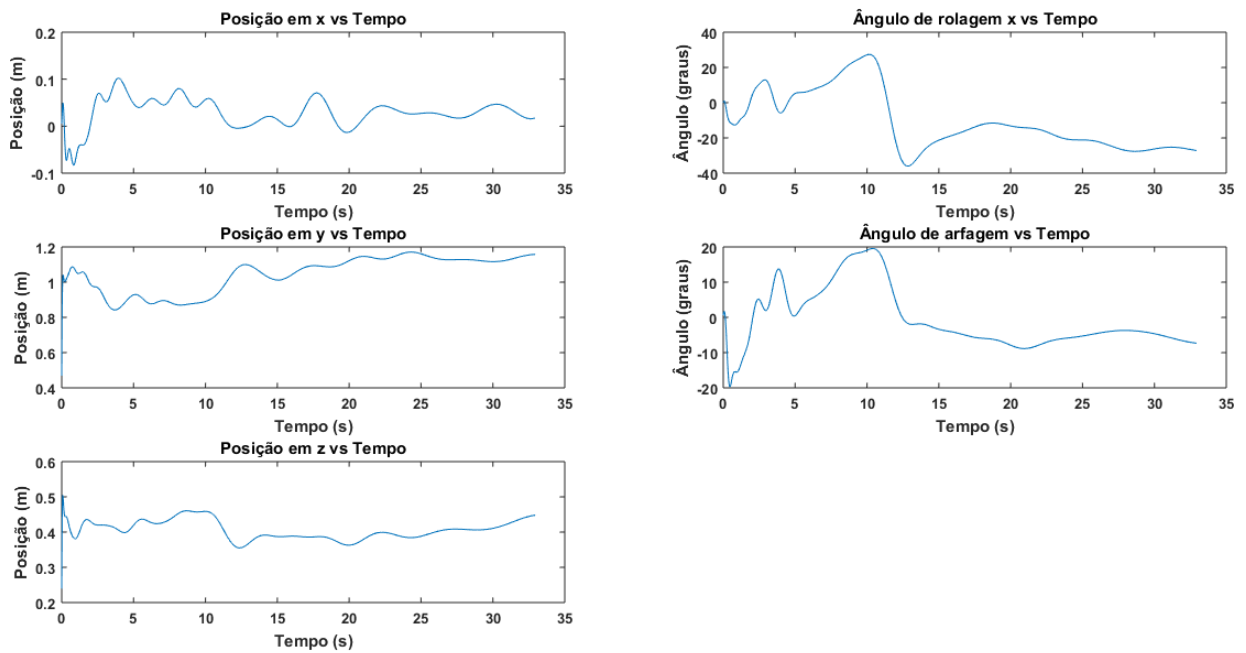 Posição em x vs Tempo
Posição (m)
0.2
0.1
0
-0.1
0 5 10 15 20 25 30 35
Tempo (s)
Posição em y vs Tempo
Posição (m)
1.2
1
0.8
0.6
0.4
0 5 10 15 20 25 30 35
Tempo (s)
Posição em z vs Tempo
Posição (m)
0.6
0.5
0.4
0.3
0.2
0 5 10 15 20 25 30 35
Tempo (s)
Ângulo de rolagem x vs Tempo
Ângulo (graus)
40
20
0
-20
-40
0 5 10 15 20 25 30 35
Tempo (s)
Ângulo de arfagem vs Tempo
Ângulo (graus)
20
10
0
-10
-20
0 5 10 15 20 25 30 35
Tempo (s)